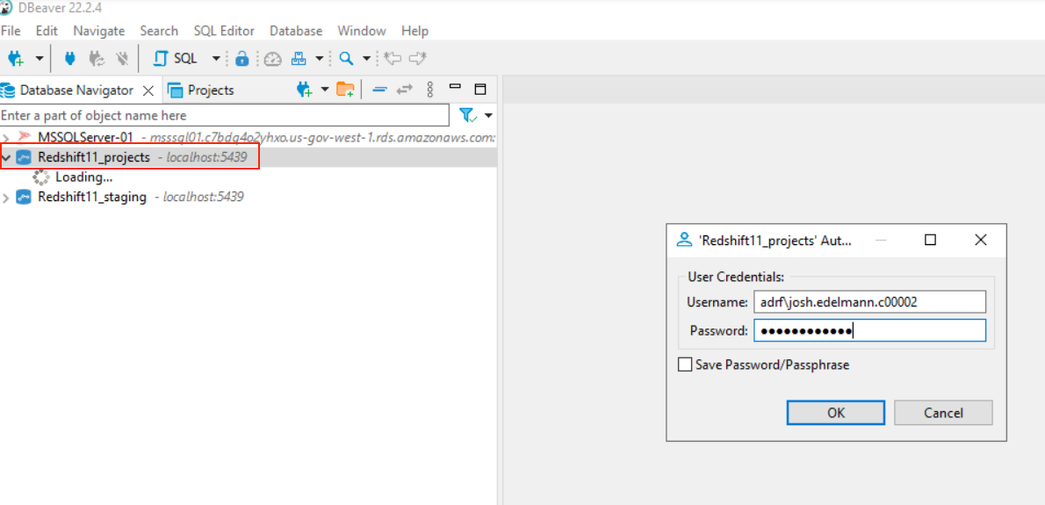 DBeaver 22.2.4
File Edit Navigate Search SQL Editor Database Window Help
SQL
Database Navigator Projects
Enter a part of object name here
MSSQLServer-01 - mssql01.c7bdq4o2yhxo.us-gov-west-1.rds.amazonaws.com:
Redshift11_projects - localhost:5439
Loading...
Redshift11_staging - localhost:5439
'Redshift11_projects' Aut...
User Credentials:
Username: adrf\josh.edelmann.c00002
Password: ●●●●●●●●●●●●
Save Password/Passphrase
OK Cancel